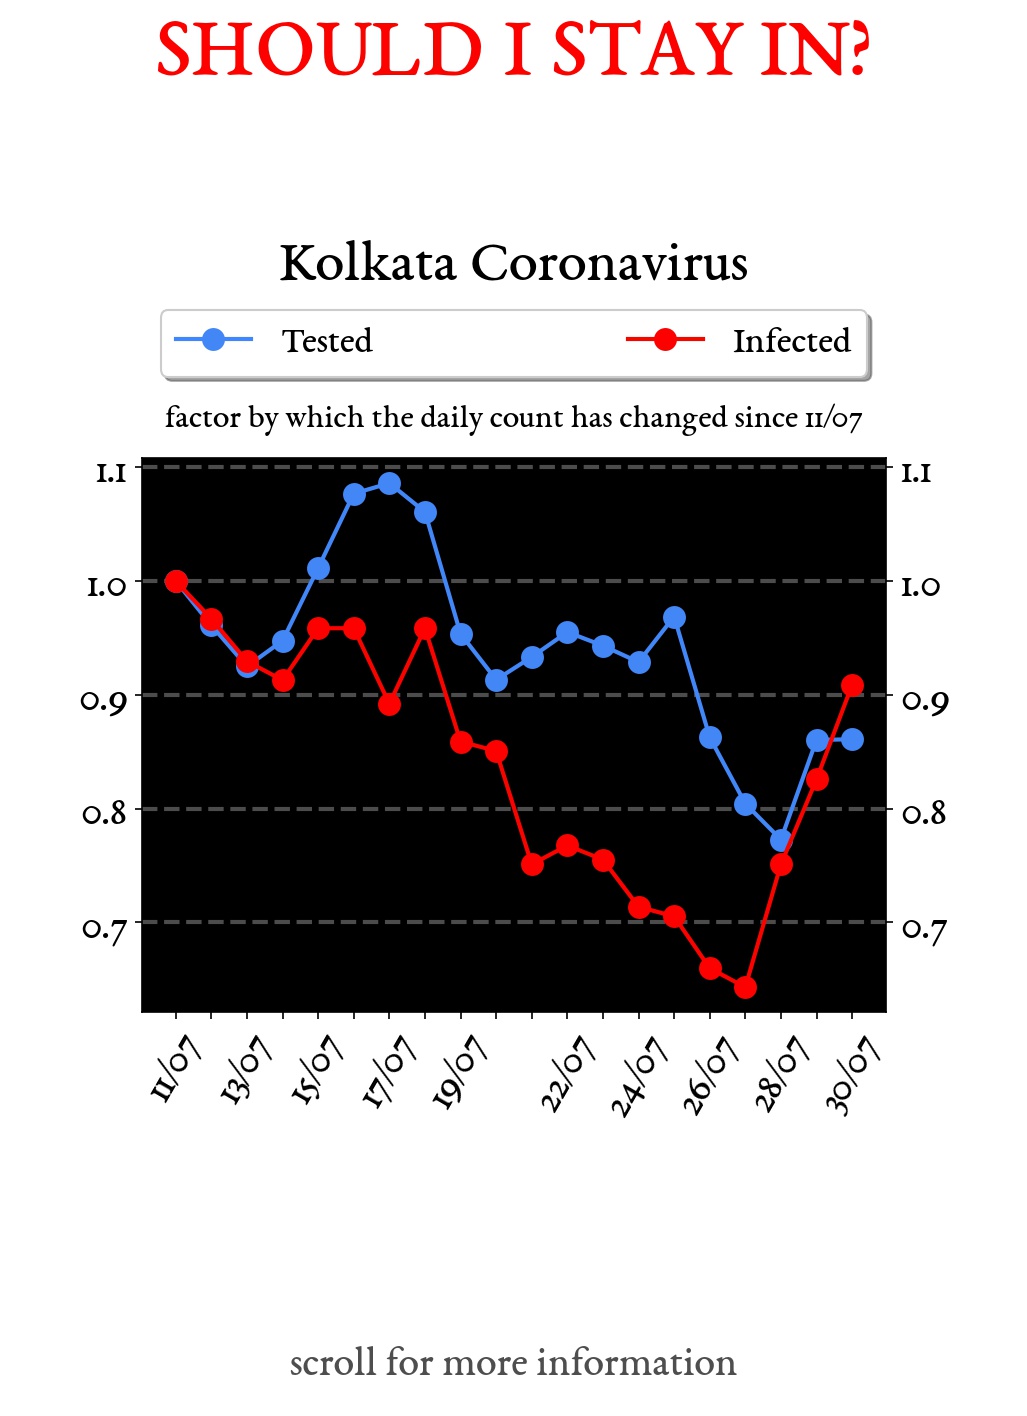 SHOULD I STAY IN?
Kolkata Coronavirus
Tested Infected
factor by which the daily count has changed since 11/07
1.1 1.1
1.0 1.0
0.9 0.9
0.8 0.8
0.7 0.7
11/07 13/07 15/07 17/07 19/07 22/07 24/07 26/07 28/07 30/07
scroll for more information